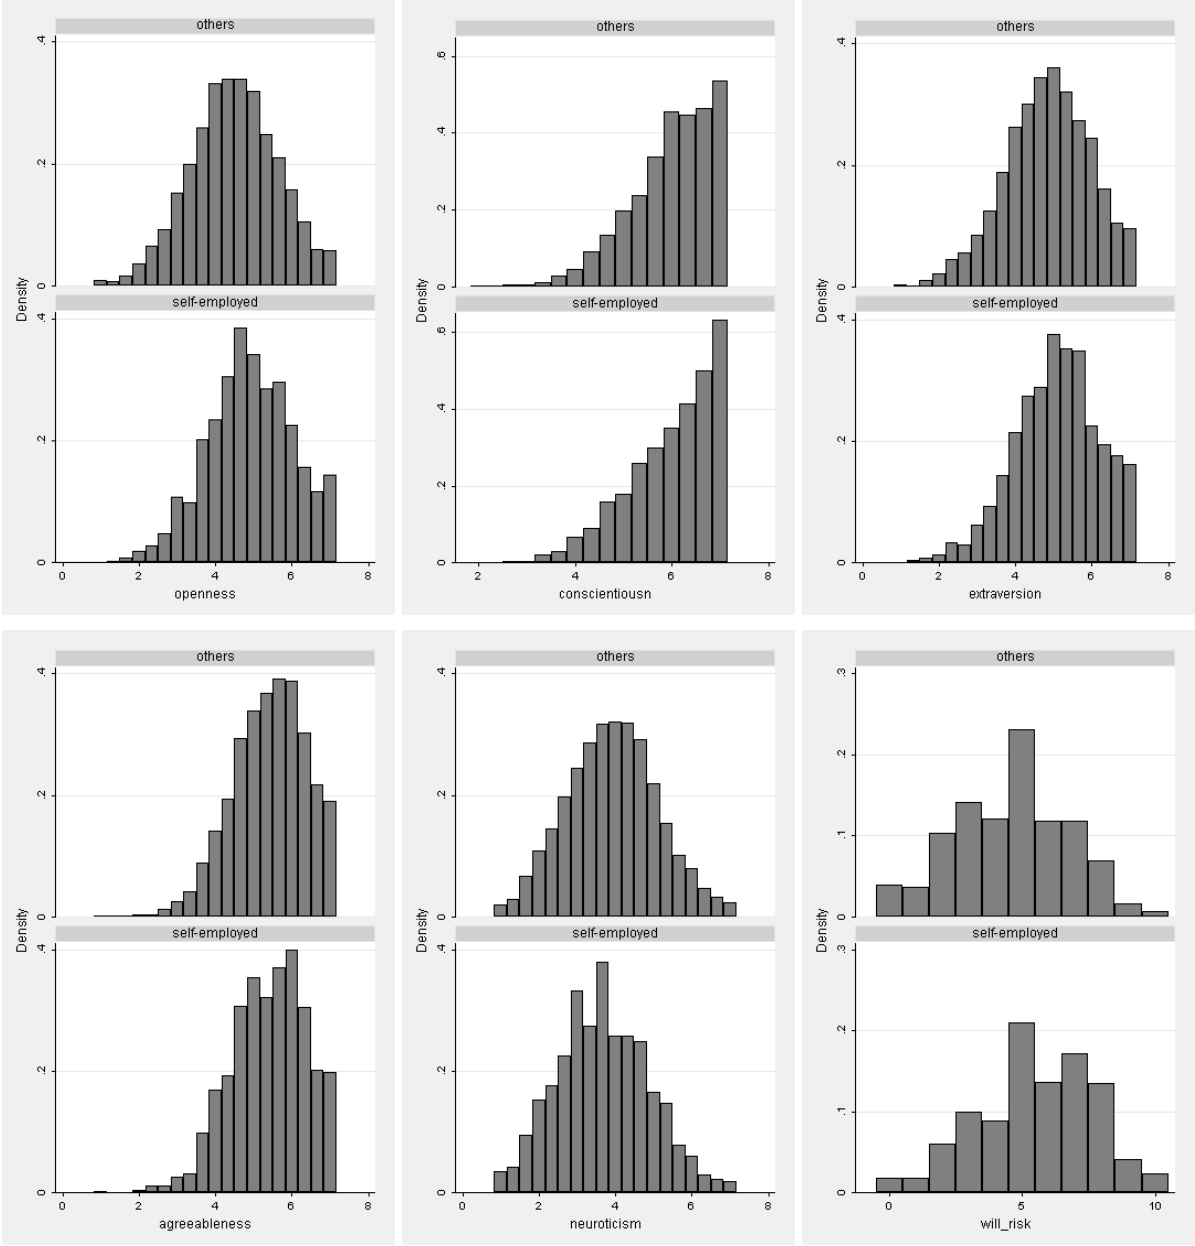 others
.4
.2
0
self-employed
.4
.2
0
Density
0 2 4 6 8
openness
others
.6
.4
.2
0
self-employed
.6
.4
.2
0
Density
2 4 6 8
conscientiousn
others
.4
.2
0
self-employed
.4
.2
0
Density
0 2 4 6 8
extraversion
others
.4
.2
0
self-employed
.4
.2
0
Density
0 2 4 6 8
agreeableness
others
.4
.2
0
self-employed
.4
.2
0
Density
0 2 4 6 8
neuroticism
others
.3
.2
.1
0
self-employed
.3
.2
.1
0
Density
0 5 10
will_risk